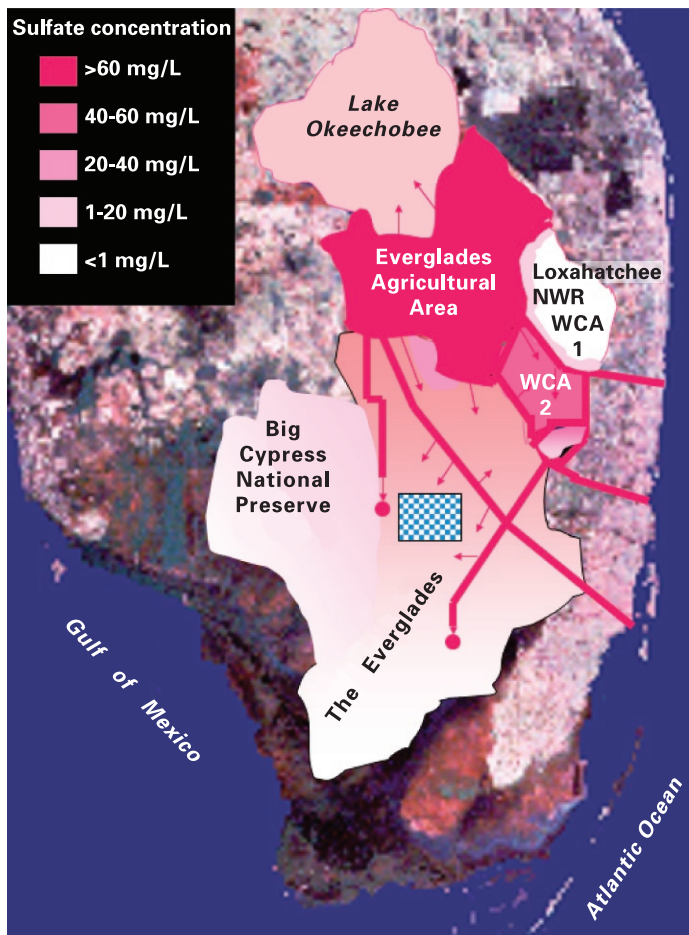 Sulfate concentration
>60 mg/L
40-60 mg/L
20-40 mg/L
1-20 mg/L
<1 mg/L
Lake
Okeechobee
Everglades
Agricultural
Area
Loxahatchee
NWR
WCA
1
WCA
2
Big
Cypress
National
Preserve
The Everglades
Gulf of Mexico
Atlantic Ocean